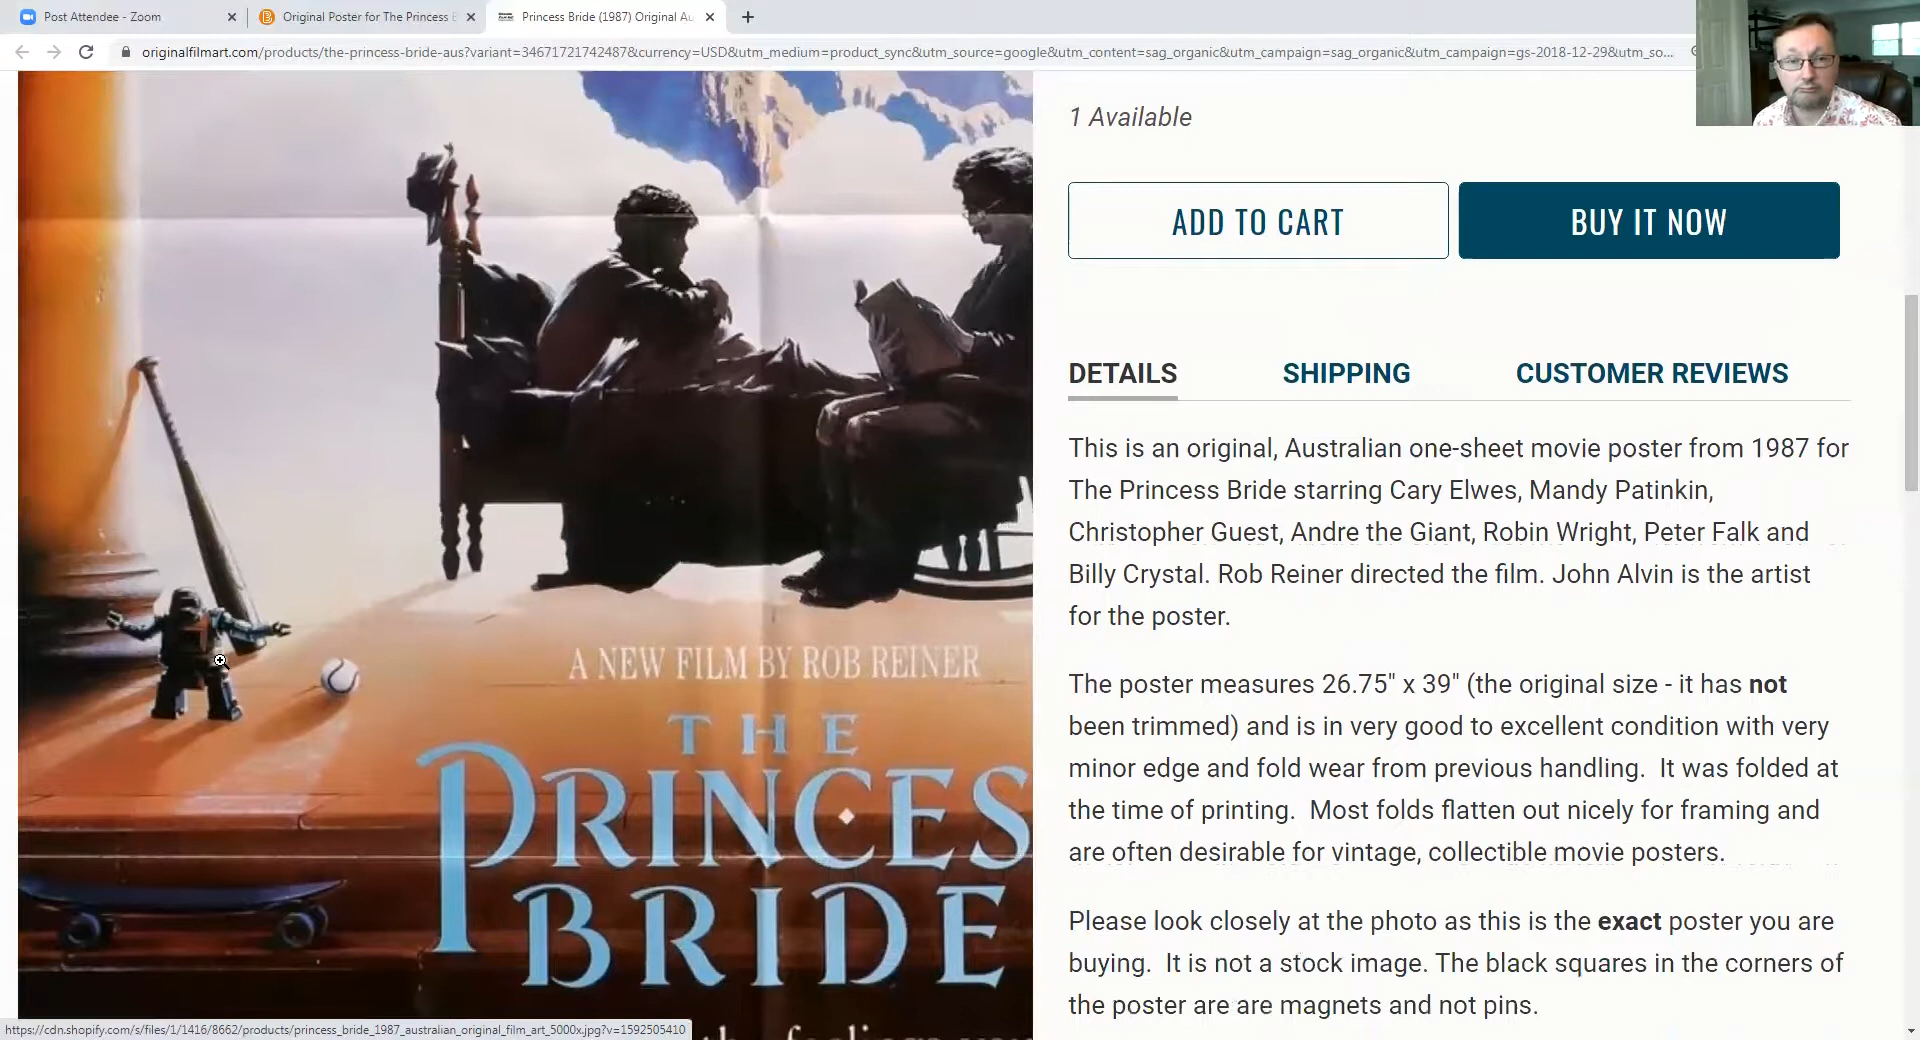 Post Attendee - Zoom
Original Poster for The Princess B
Princess Bride (1987) Original Au
originalfilmart.com/products/the-princess-bride-aus?variant=34671721742487&currency=USD&utm_medium=product_sync&utm_source=google&utm_content=sag_organic&utm_campaign=sag_organic&utm_campaign=gs-2018-12-29&utm_so...
1 Available
ADD TO CART
BUY IT NOW
DETAILS
SHIPPING
CUSTOMER REVIEWS
This is an original, Australian one-sheet movie poster from 1987 for
The Princess Bride starring Cary Elwes, Mandy Patinkin,
Christopher Guest, Andre the Giant, Robin Wright, Peter Falk and
Billy Crystal. Rob Reiner directed the film. John Alvin is the artist
for the poster.
The poster measures 26.75" x 39" (the original size - it has not
been trimmed) and is in very good to excellent condition with very
minor edge and fold wear from previous handling. It was folded at
the time of printing. Most folds flatten out nicely for framing and
are often desirable for vintage, collectible movie posters.
Please look closely at the photo as this is the exact poster you are
buying. It is not a stock image. The black squares in the corners of
the poster are are magnets and not pins.
A NEW FILM BY ROB REINER
THE
PRINCES
BRIDE
https://cdn.shopify.com/s/files/1/1416/8662/products/princess_bride_1987_australian_original_film_art_5000x.jpg?v=1592505410